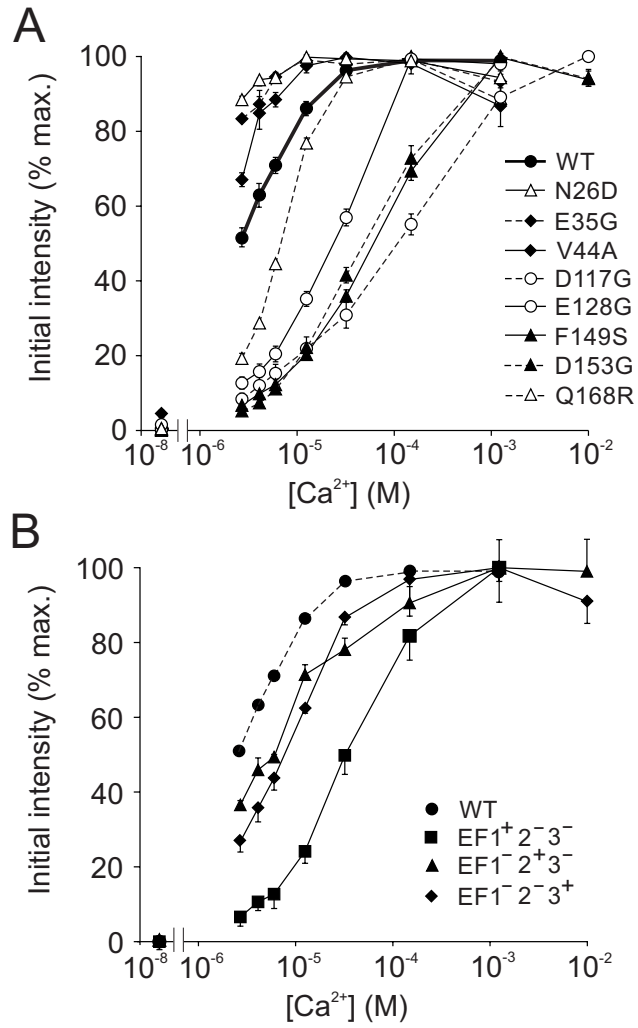 A
Initial intensity (% max.)
100
80
60
40
20
0
10⁻⁸
10⁻⁶
10⁻⁵
10⁻⁴
10⁻³
10⁻²
[Ca²⁺] (M)
WT
N26D
E35G
V44A
D117G
E128G
F149S
D153G
Q168R
B
Initial intensity (% max.)
100
80
60
40
20
0
10⁻⁸
10⁻⁶
10⁻⁵
10⁻⁴
10⁻³
10⁻²
[Ca²⁺] (M)
WT
EF1⁺2⁻3⁻
EF1⁻2⁺3⁻
EF1⁻2⁻3⁺